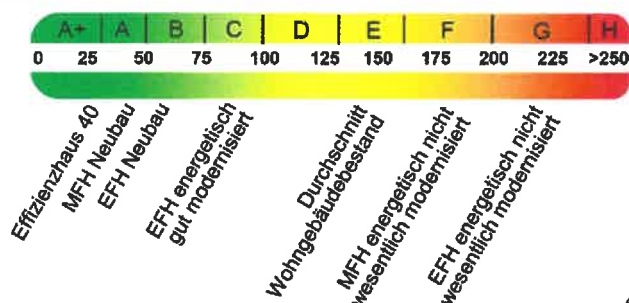 A+ A B C D E F G H
0 25 50 75 100 125 150 175 200 225 >250
Effizienzhaus 40
MFH Neubau
EFH Neubau
EFH energetisch
gut modernisiert
Durchschnitt
Wohngebäudebestand
MFH energetisch nicht
wesentlich modernisiert
EFH energetisch nicht
wesentlich modernisiert